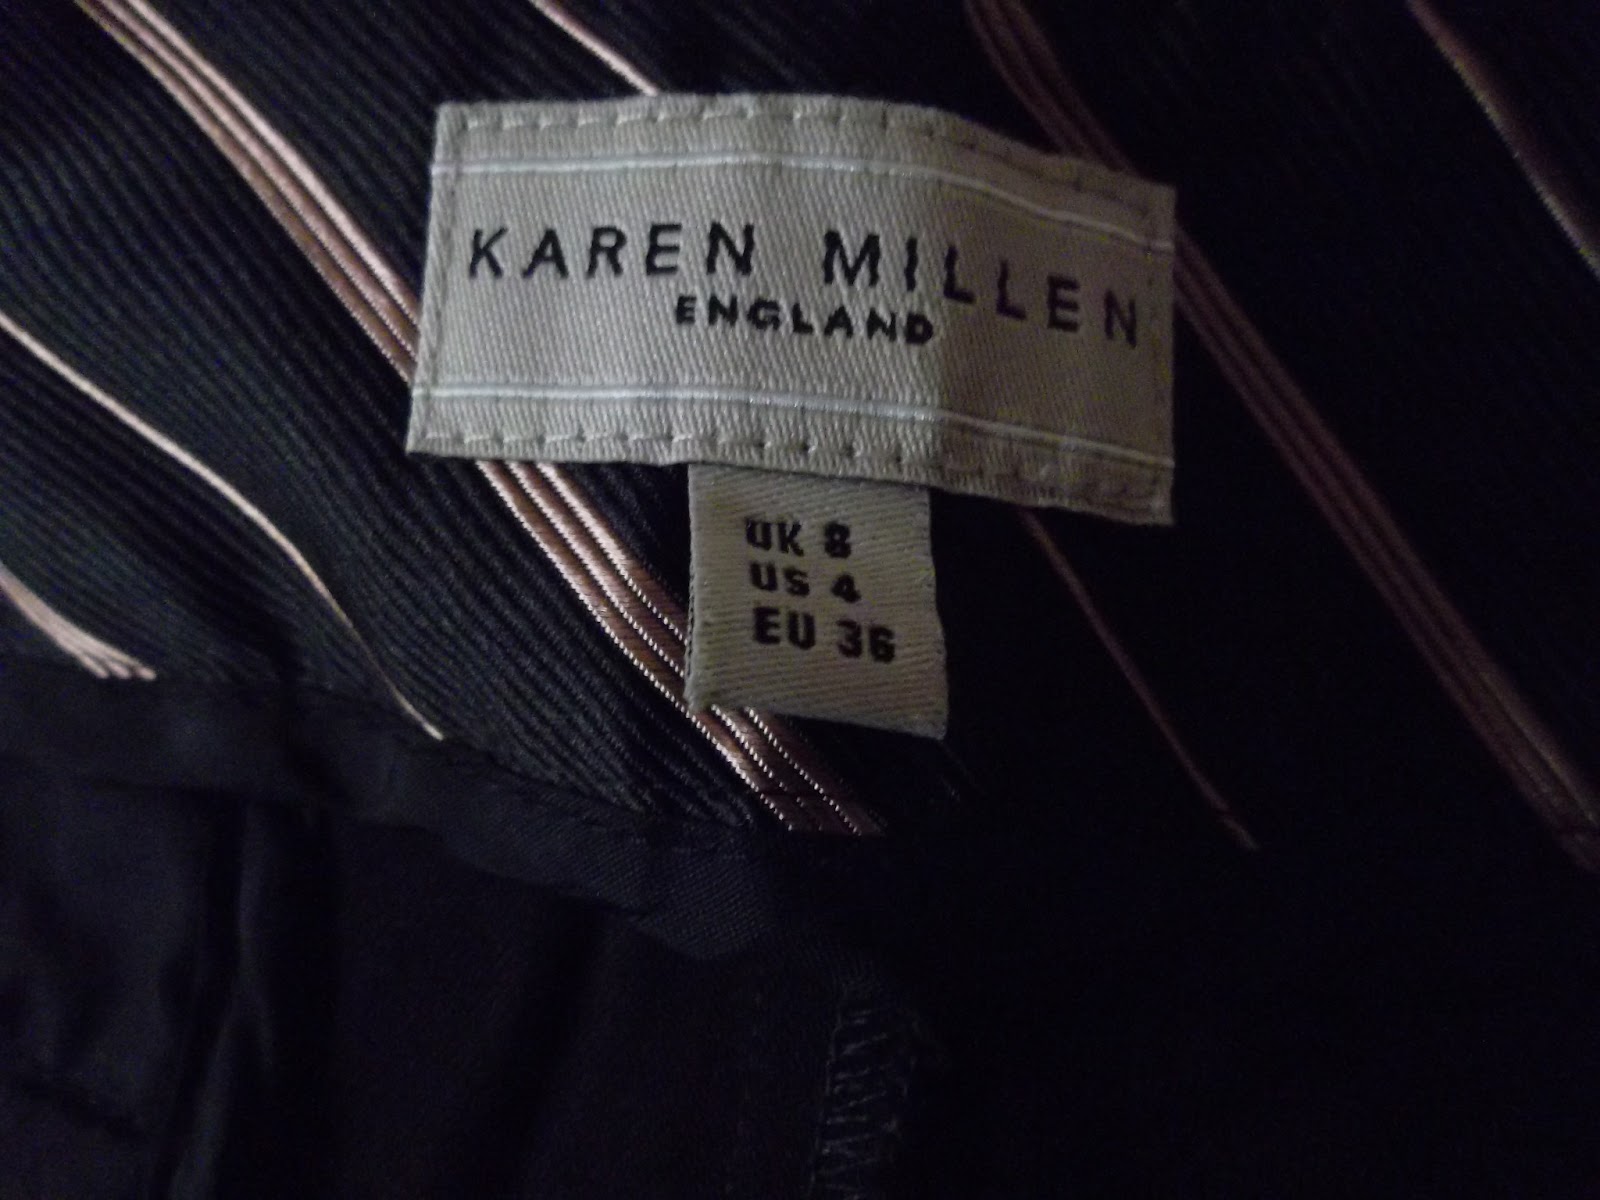 KAREN MILLEN
ENGLAND
UK 8
US 4
EU 36